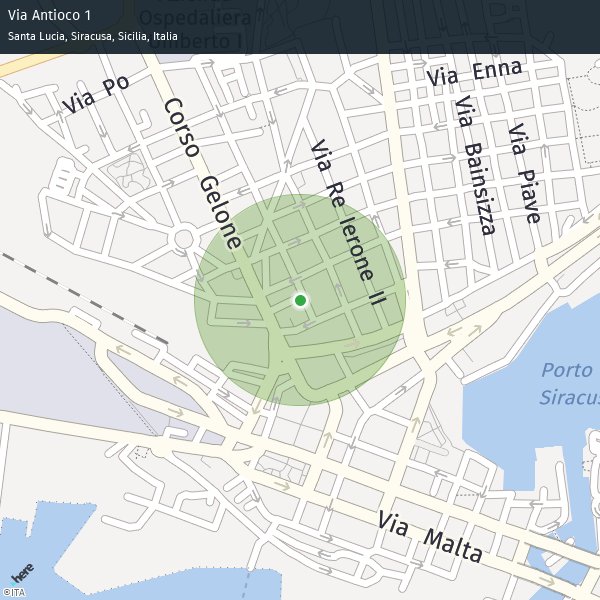 Via Antioco 1
Santa Lucia, Siracusa, Sicilia, Italia
Ospedaliera
Umberto I
Via Po
Via Enna
Corso Gelone
Via Re Ierone II
Via Bainsizza
Via Piave
Porto
Siracus
Via Malta
here
©ITA